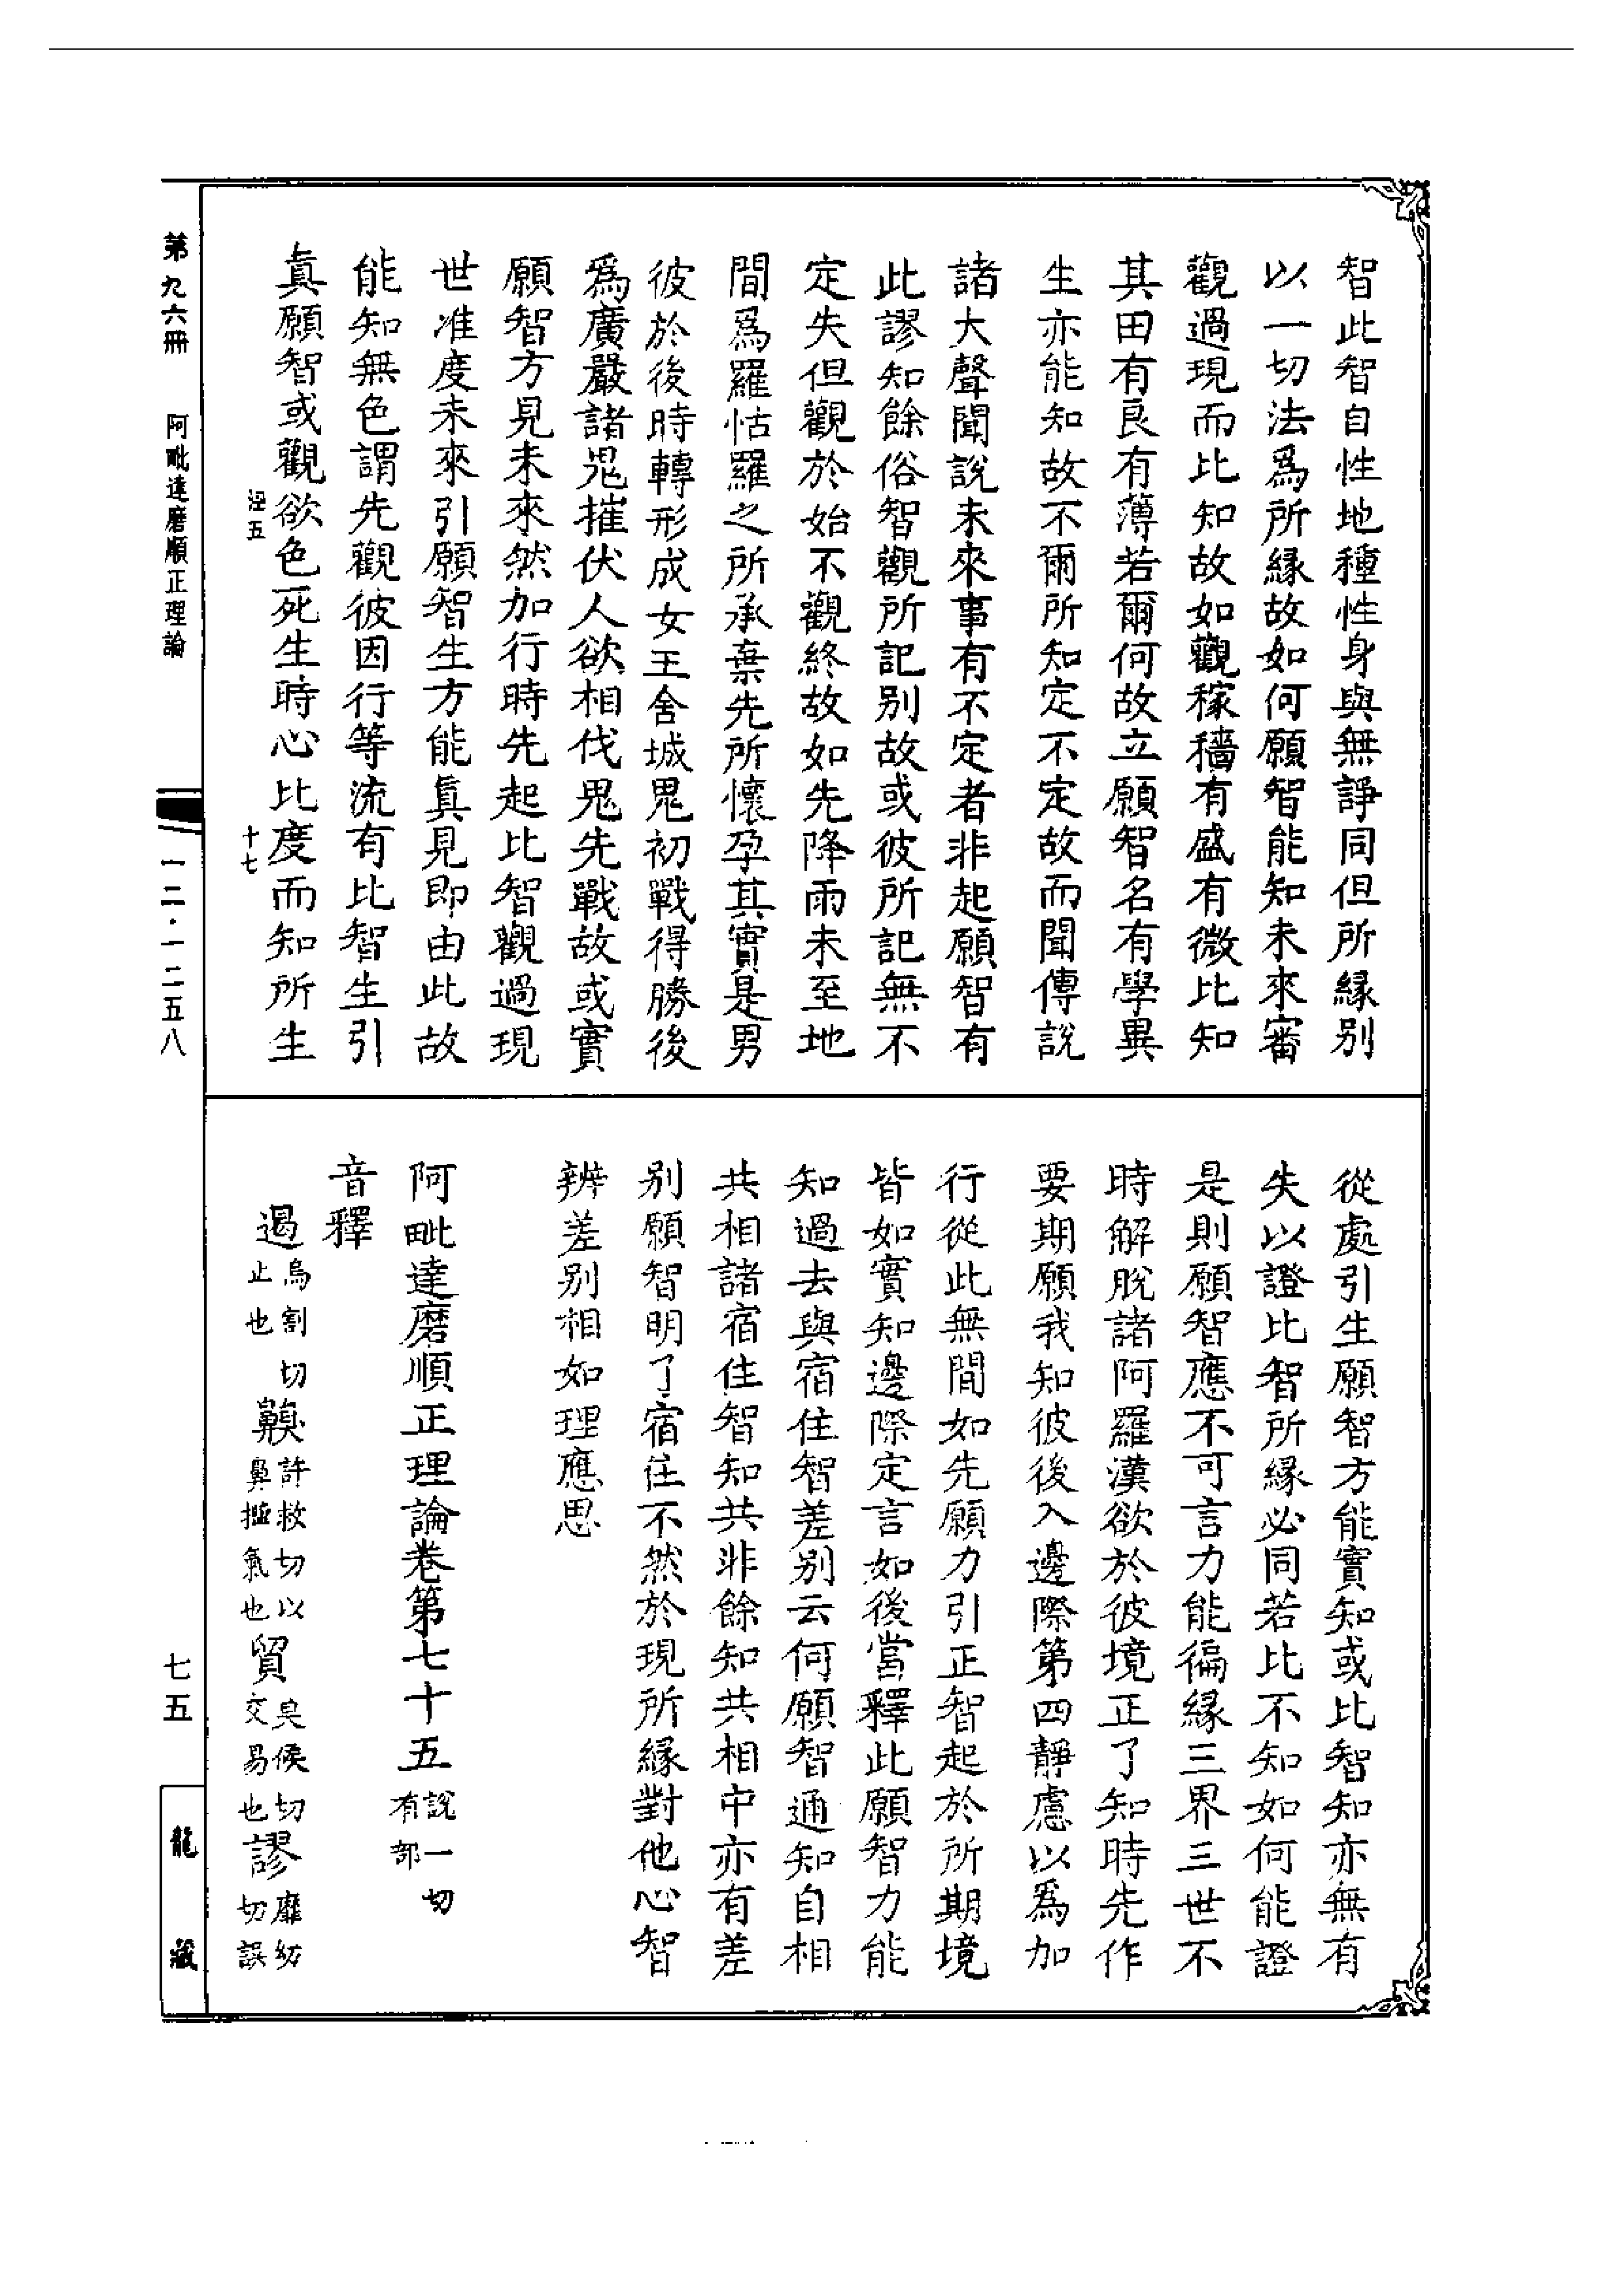 智此智自性地種性身與無諍同但所緣別
以一切法爲所緣故如何願智能知未來審
觀過現而比知故如觀稼穡有盛有微比知
其田有良有薄若爾何故立願智名有學異
生亦能知故不爾所知定不定故而聞傳說
諸大聲聞說未來事有不定者非起願智有
此謬知餘俗智觀所記別故或彼所記無不
定失但觀於始不觀終故如先降雨未至地
間爲羅怙羅之所承棄先所懷孕其實是男
彼於後時轉形成女王舍城鬼初戰得勝後
爲廣嚴諸鬼摧伏人欲相伐鬼先戰故或實
願智方見未來然加行時先起比智觀過現
世准度未來引願智生方能真見即由此故
能知無色謂先觀彼因行等流有比智生引
真願智或觀欲色死生時心比度而知所生
從處引生願智方能實知或比智知亦無有
失以證比智所緣必同若比不知如何能證
是則願智應不可言力能徧緣三界三世不
時解脫諸阿羅漢欲於彼境正了知時先作
要期願我知彼後入邊際第四靜慮以爲加
行從此無間如先願力引正智起於所期境
皆如實知邊際定言如後當釋此願智力能
知過去與宿住智差別云何願智通知自相
共相諸宿住智知共非餘知共相中亦有差
別願智明了宿住不然於現所緣對他心智
辨差別相如理應思
阿毗達磨順正理論卷第七十五說一切有部
音釋
遏烏割切止也齅許救切以鼻摣氣也貿莫候切交易也謬靡幼切誤
第九六冊 阿毗達磨順正理論 一二·一二五八 七五 龍藏
十七